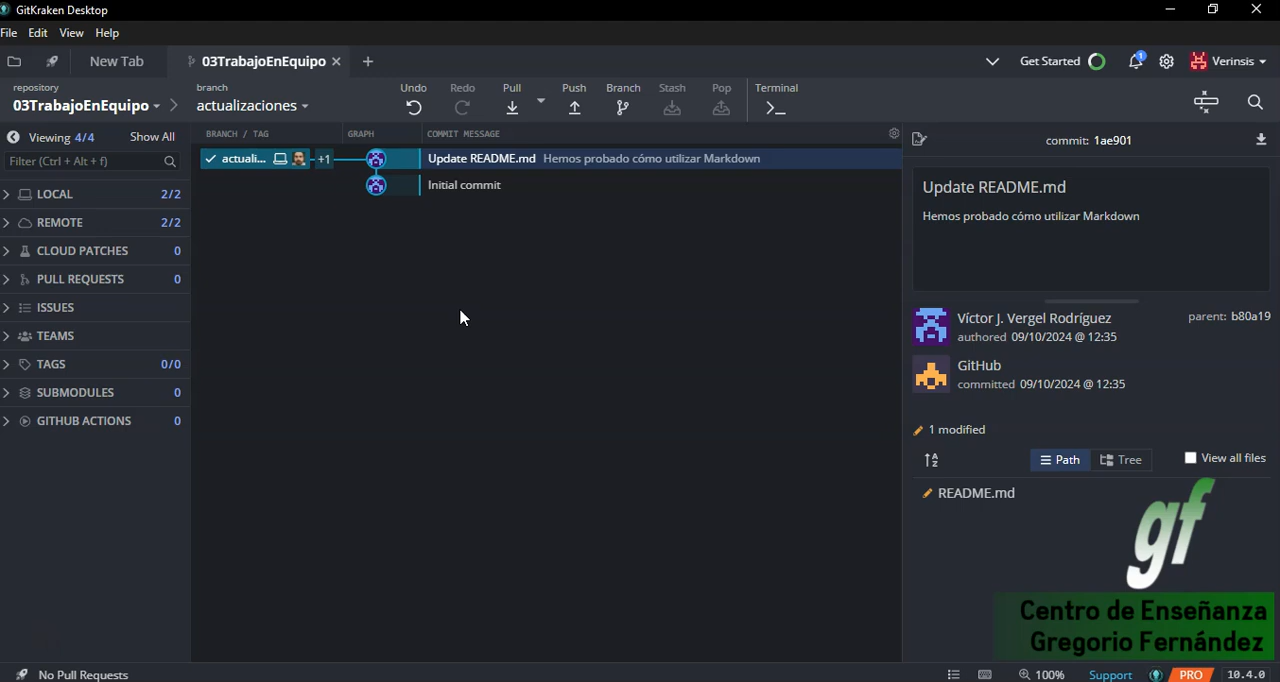 GitKraken Desktop
File Edit View Help
New Tab
03TrabajoEnEquipo
Get Started
1
Verinsis
repository
03TrabajoEnEquipo
branch
actualizaciones
Undo
Redo
Pull
Push
Branch
Stash
Pop
Terminal
Viewing 4/4
Show All
Filter (Ctrl + Alt + f)
LOCAL 2/2
REMOTE 2/2
CLOUD PATCHES 0
PULL REQUESTS 0
ISSUES
TEAMS
TAGS 0/0
SUBMODULES 0
GITHUB ACTIONS 0
BRANCH / TAG
GRAPH
COMMIT MESSAGE
actuali... +1
Update README.md Hemos probado cómo utilizar Markdown
Initial commit
commit: 1ae901
Update README.md
Hemos probado cómo utilizar Markdown
Víctor J. Vergel Rodríguez
authored 09/10/2024 @ 12:35
parent: b80a19
GitHub
committed 09/10/2024 @ 12:35
1 modified
Path
Tree
View all files
README.md
gf
Centro de Enseñanza
Gregorio Fernández
No Pull Requests
100%
Support
PRO
10.4.0